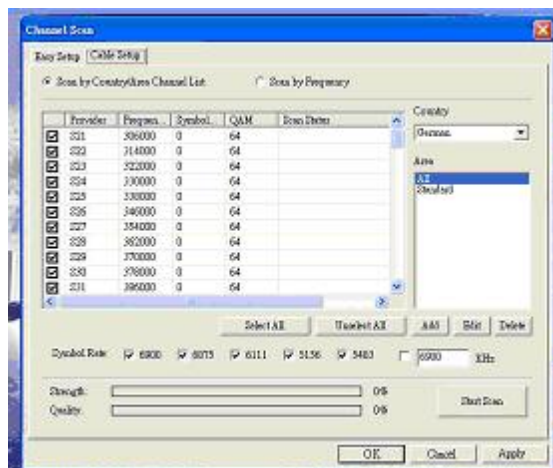 Channel Scan
Easy Setup Cable Setup
Scan by Country/Area Channel List Scan by Frequency
Provider Frequen... Symbol... QAM Scan Status
S21 306000 0 64
S22 314000 0 64
S23 322000 0 64
S24 330000 0 64
S25 338000 0 64
S26 346000 0 64
S27 354000 0 64
S28 362000 0 64
S29 370000 0 64
S30 378000 0 64
S31 386000 0 64
Country
German
Area
All
Standard
Select All Unselect All Add Edit Delete
Symbol Rate 6900 6875 6111 5156 5483 6900 KHz
Strength: 0%
Quality: 0%
Start Scan
OK Cancel Apply